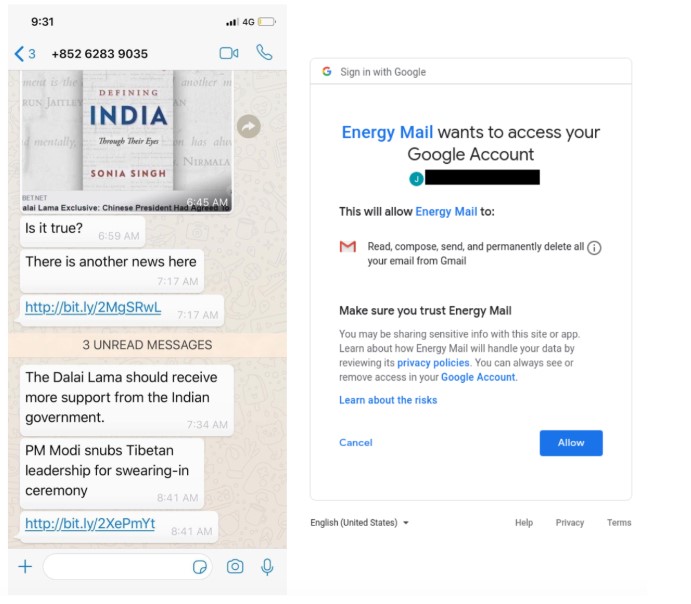 9:31
4G
3
+852 6283 9035
another
DEFINING
RUN JAITLEY
AN
INDIA
mentally,
Through Their Eyes
has
NIRMALA
SONIA SINGH
BETNET
6:45 AM
alai Lama Exclusive: Chinese President Had Agreed To
Is it true?
6:59 AM
There is another news here
7:17 AM
http://bit.ly/2MgSRwL
7:17 AM
3 UNREAD MESSAGES
The Dalai Lama should receive
more support from the Indian
government.
7:34 AM
PM Modi snubs Tibetan
leadership for swearing-in
ceremony
8:41 AM
http://bit.ly/2XePmYt
8:41 AM
Sign in with Google
Energy Mail wants to access your
Google Account
J
This will allow Energy Mail to:
Read, compose, send, and permanently delete all
your email from Gmail
Make sure you trust Energy Mail
You may be sharing sensitive info with this site or app.
Learn about how Energy Mail will handle your data by
reviewing its privacy policies. You can always see or
remove access in your Google Account.
Learn about the risks
Cancel
Allow
English (United States)
Help
Privacy
Terms